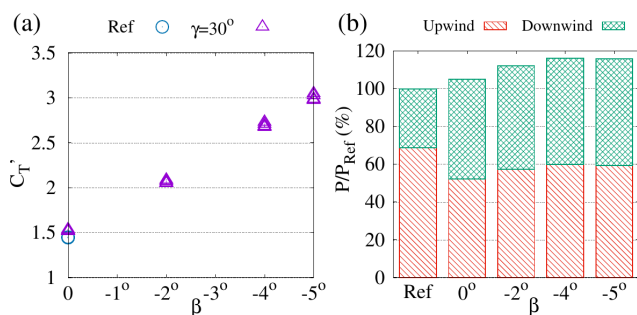 (a)
Ref γ=30°
C_T'
3.5
3
2.5
2
1.5
1
0 -1° -2° -3° -4° -5°
β
(b)
Upwind Downwind
P/P_Ref (%)
120
100
80
60
40
20
0
Ref 0° -2° -4° -5°
β